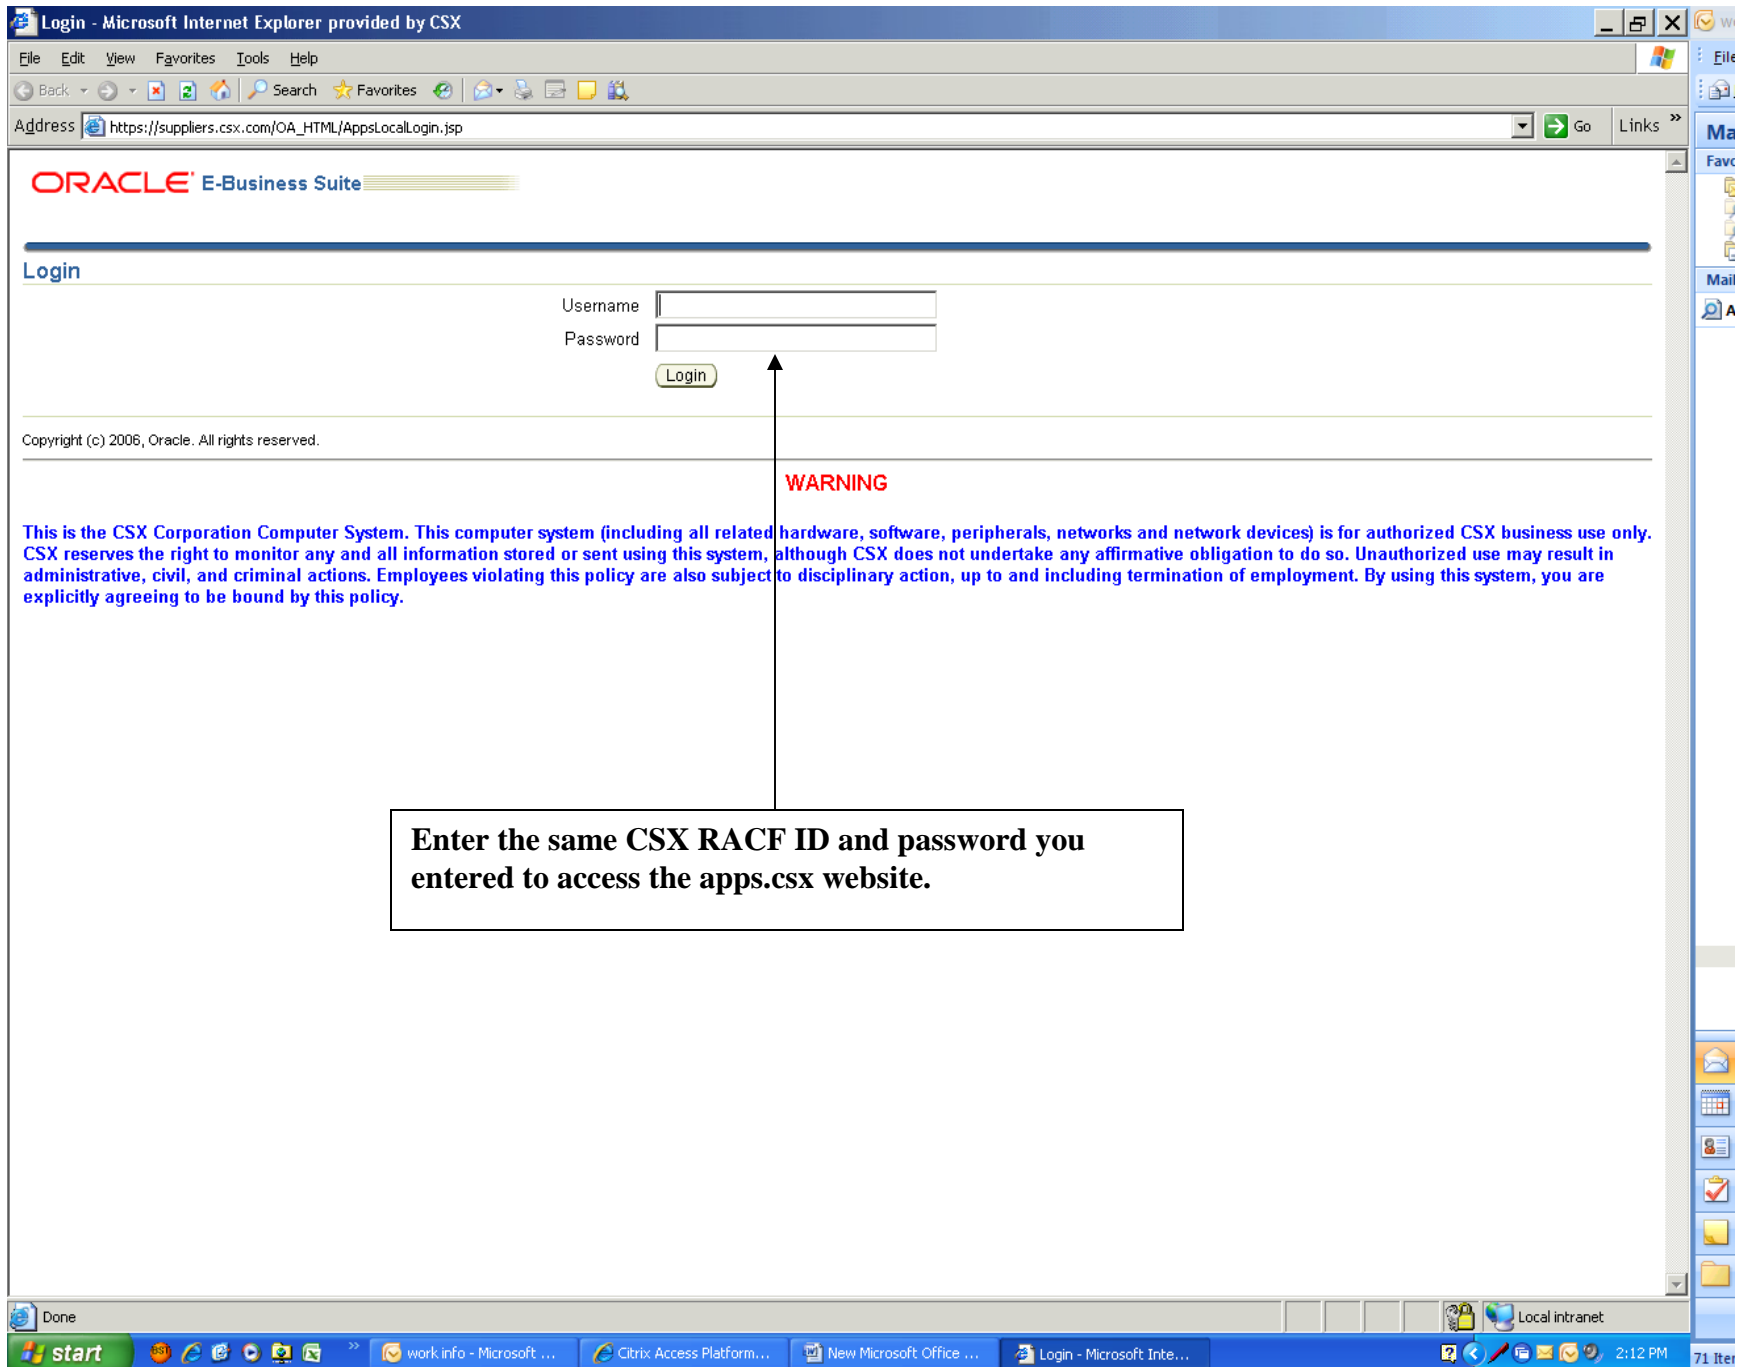 Login - Microsoft Internet Explorer provided by CSX
File Edit View Favorites Tools Help
Back Search Favorites
Address https://suppliers.csx.com/OA_HTML/AppsLocalLogin.jsp Go Links »
ORACLE E-Business Suite
Login
Username
Password
Login
Copyright (c) 2006, Oracle. All rights reserved.
WARNING
This is the CSX Corporation Computer System. This computer system (including all related hardware, software, peripherals, networks and network devices) is for authorized CSX business use only.
CSX reserves the right to monitor any and all information stored or sent using this system, although CSX does not undertake any affirmative obligation to do so. Unauthorized use may result in
administrative, civil, and criminal actions. Employees violating this policy are also subject to disciplinary action, up to and including termination of employment. By using this system, you are
explicitly agreeing to be bound by this policy.
Enter the same CSX RACF ID and password you
entered to access the apps.csx website.
Done Local intranet
start » work info - Microsoft ... Citrix Access Platform... New Microsoft Office ... Login - Microsoft Inte... 2:12 PM
File
Ma
Favo
Mail
A
71 Iter